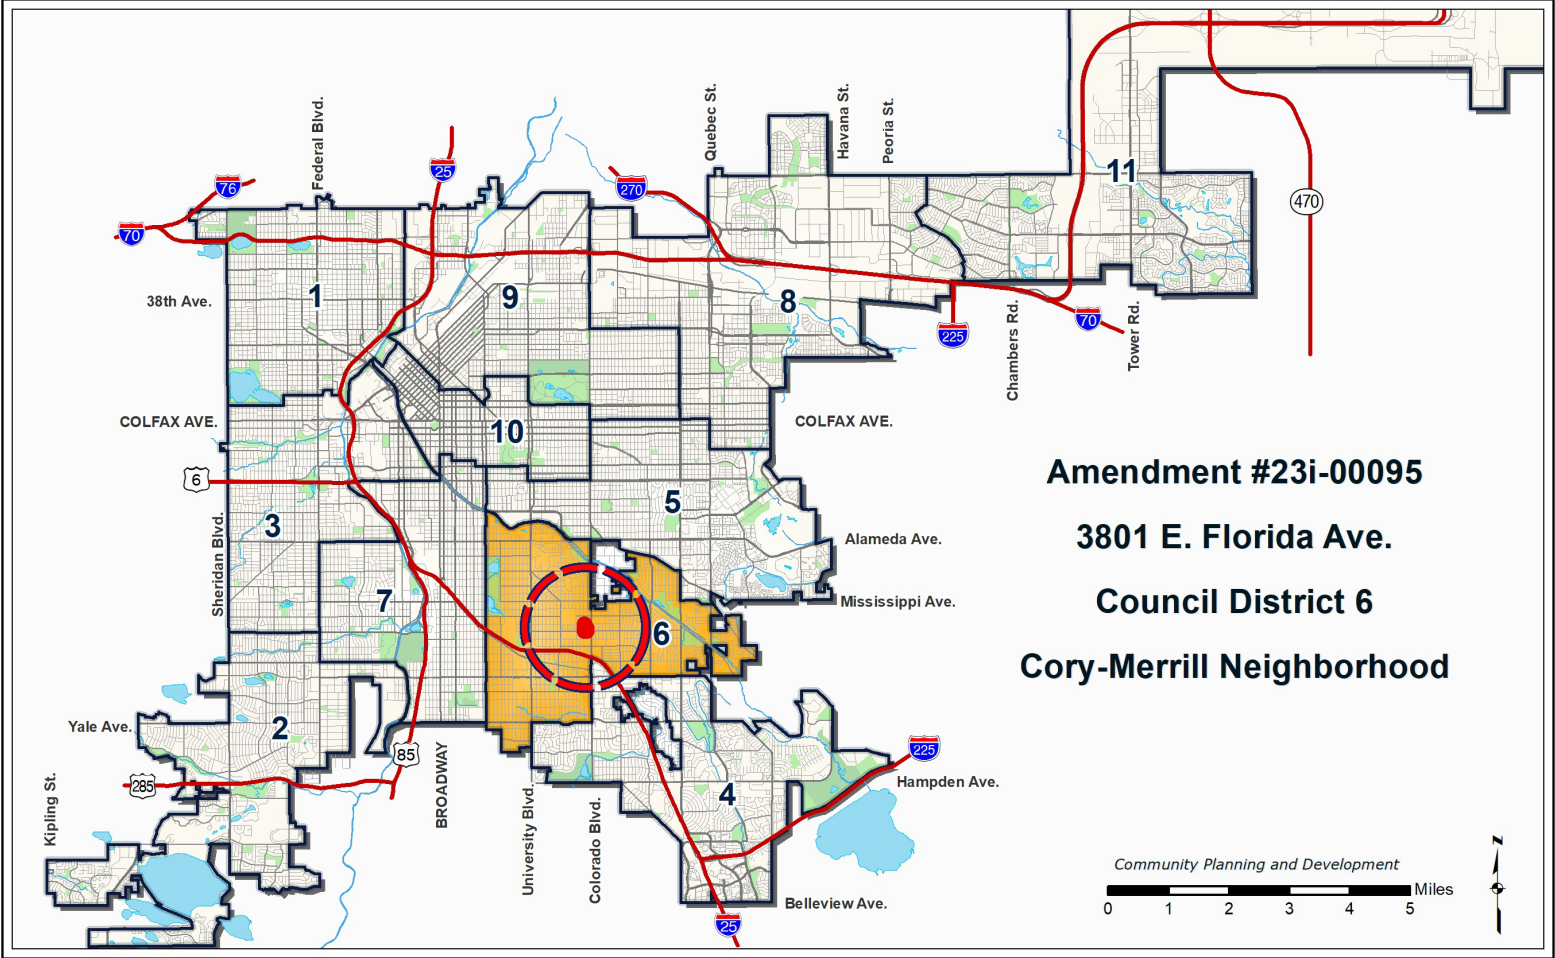 Federal Blvd.
Quebec St.
Havana St.
Peoria St.
76
25
270
70
11
470
38th Ave.
1
9
8
225
70
Chambers Rd.
Tower Rd.
COLFAX AVE.
COLFAX AVE.
10
6
Amendment #23i-00095
3801 E. Florida Ave.
Council District 6
Cory-Merrill Neighborhood
5
3
Sheridan Blvd.
Alameda Ave.
7
Mississippi Ave.
6
2
Yale Ave.
85
BROADWAY
225
285
Hampden Ave.
4
Kipling St.
University Blvd.
Colorado Blvd.
Belleview Ave.
25
Community Planning and Development
Miles
0 1 2 3 4 5
N